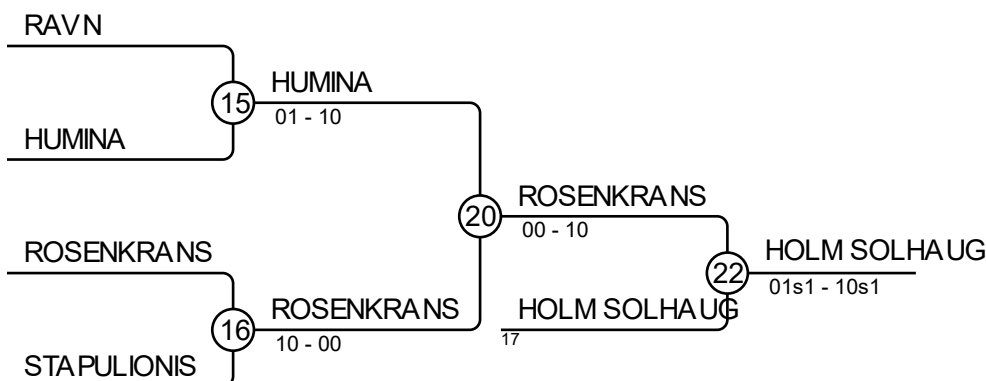 RAVN
HUMINA
15
01 - 10
HUMINA
ROSENKRANS
20
00 - 10
ROSENKRANS
HOLM SOLHAUG
22
01s1 - 10s1
ROSENKRANS
16
10 - 00
HOLM SOLHAUG
17
STAPULIONIS